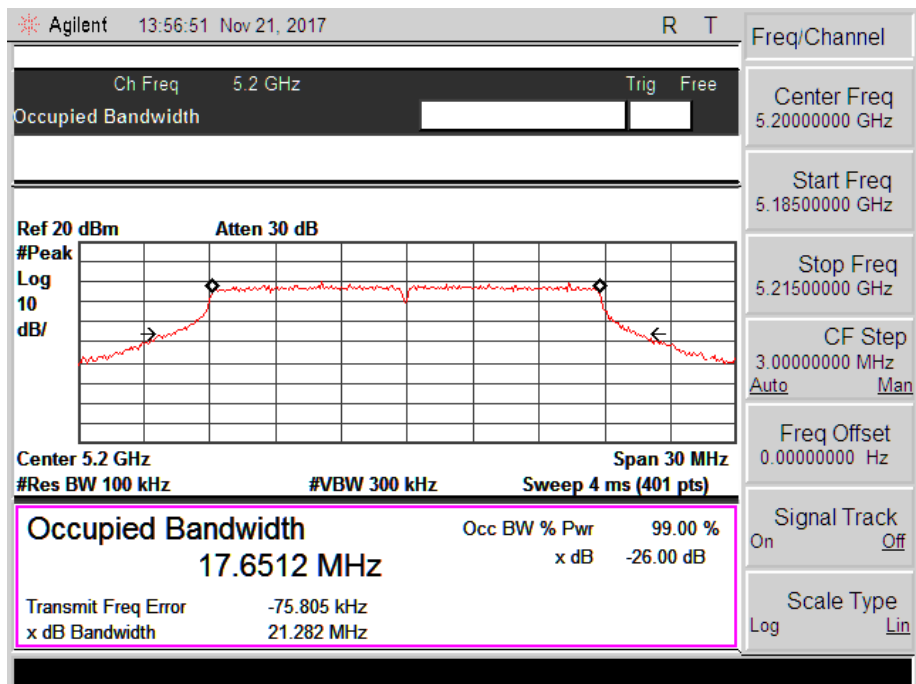 Agilent 13:56:51 Nov 21, 2017 R T
Ch Freq 5.2 GHz Trig Free
Occupied Bandwidth
Ref 20 dBm Atten 30 dB
#Peak
Log
10
dB/
Center 5.2 GHz Span 30 MHz
#Res BW 100 kHz #VBW 300 kHz Sweep 4 ms (401 pts)
Occupied Bandwidth Occ BW % Pwr 99.00 %
17.6512 MHz x dB -26.00 dB
Transmit Freq Error -75.805 kHz
x dB Bandwidth 21.282 MHz
Freq/Channel
Center Freq
5.20000000 GHz
Start Freq
5.18500000 GHz
Stop Freq
5.21500000 GHz
CF Step
3.00000000 MHz
Auto Man
Freq Offset
0.00000000 Hz
Signal Track
On Off
Scale Type
Log Lin